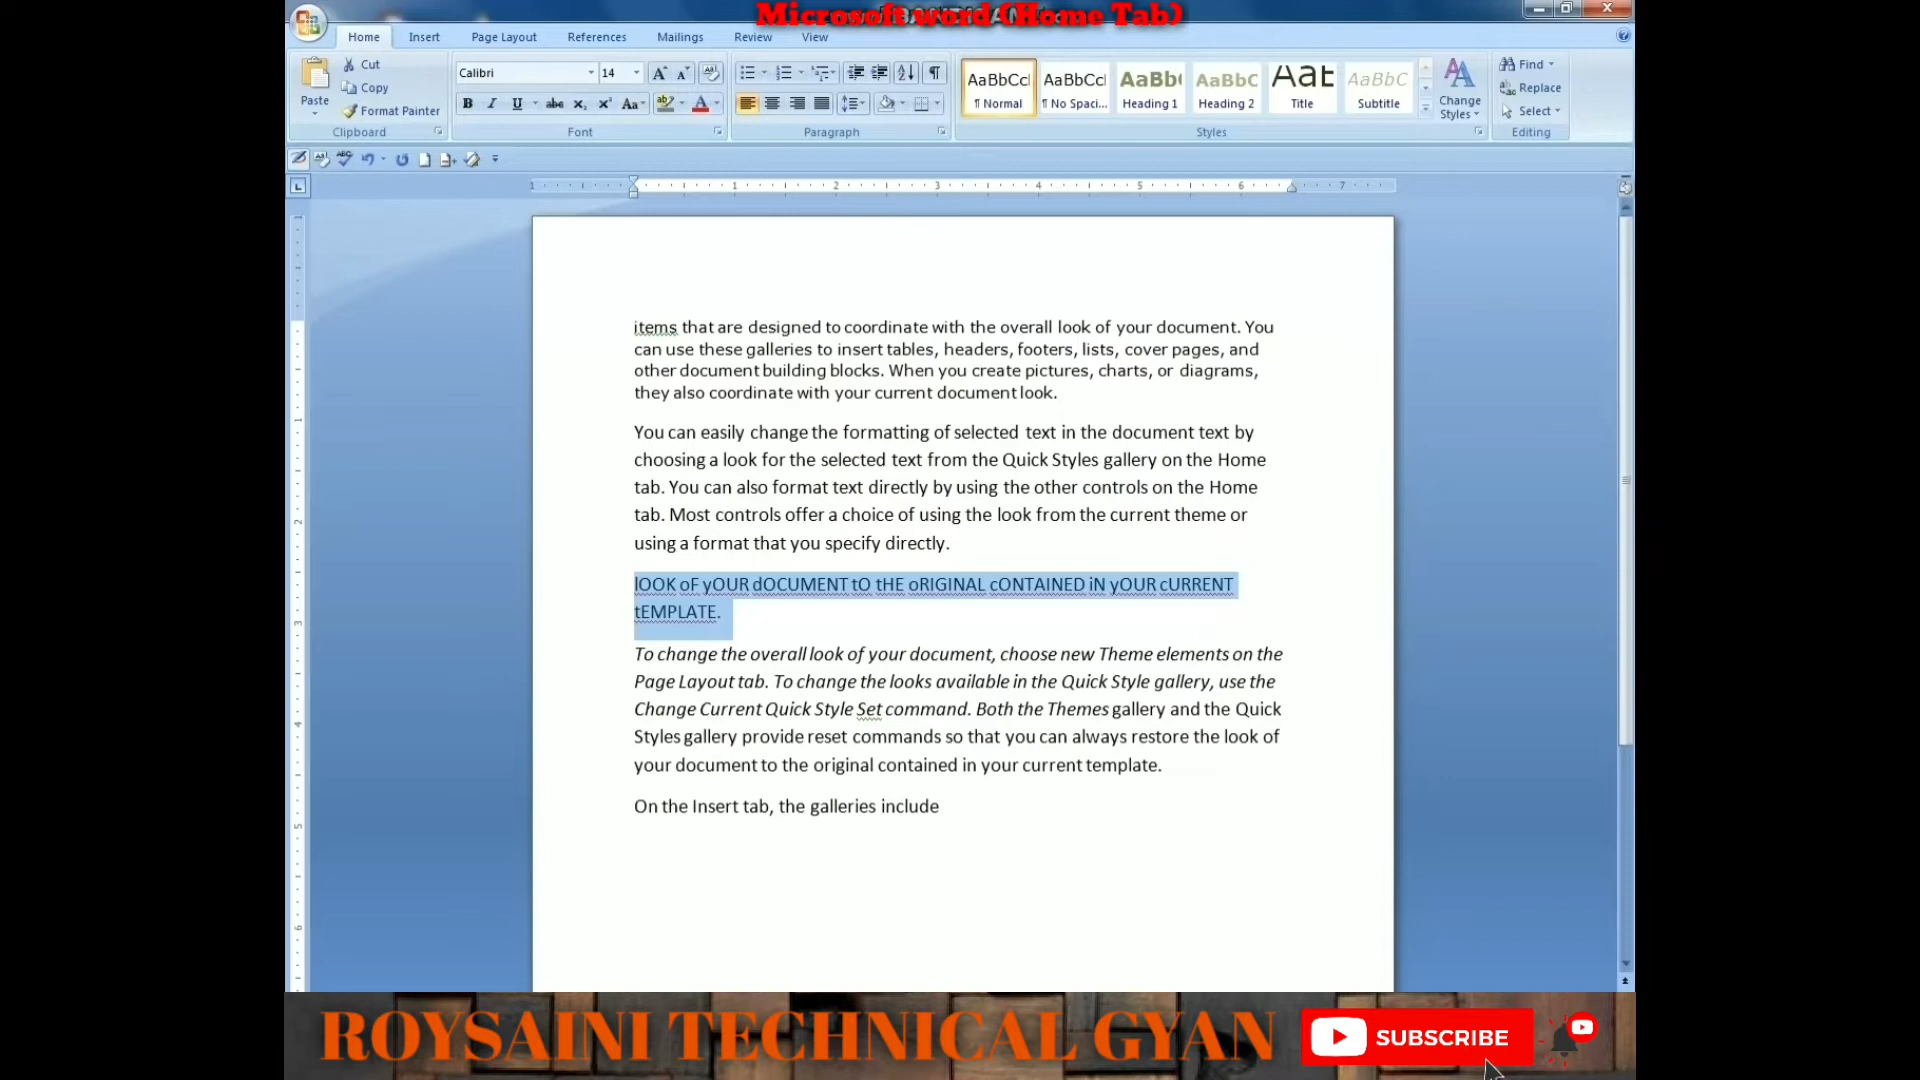 Microsoft word (Home Tab)
Home Insert Page Layout References Mailings Review View
Cut
Copy
Format Painter
Paste
Clipboard
Calibri 14
Font
Paragraph
AaBbCcI AaBbCcI AaBbC AaBbC AaB AaBbC
¶ Normal ¶ No Spaci... Heading 1 Heading 2 Title Subtitle
Styles
Change
Styles
Find
Replace
Select
Editing
items that are designed to coordinate with the overall look of your document. You
can use these galleries to insert tables, headers, footers, lists, cover pages, and
other document building blocks. When you create pictures, charts, or diagrams,
they also coordinate with your current document look.
You can easily change the formatting of selected text in the document text by
choosing a look for the selected text from the Quick Styles gallery on the Home
tab. You can also format text directly by using the other controls on the Home
tab. Most controls offer a choice of using the look from the current theme or
using a format that you specify directly.
lOOK oF yOUR dOCUMENT tO tHE oRIGINAL cONTAINED iN yOUR cURRENT
tEMPLATE.
To change the overall look of your document, choose new Theme elements on the
Page Layout tab. To change the looks available in the Quick Style gallery, use the
Change Current Quick Style Set command. Both the Themes gallery and the Quick
Styles gallery provide reset commands so that you can always restore the look of
your document to the original contained in your current template.
On the Insert tab, the galleries include
ROYSAINI TECHNICAL GYAN
SUBSCRIBE